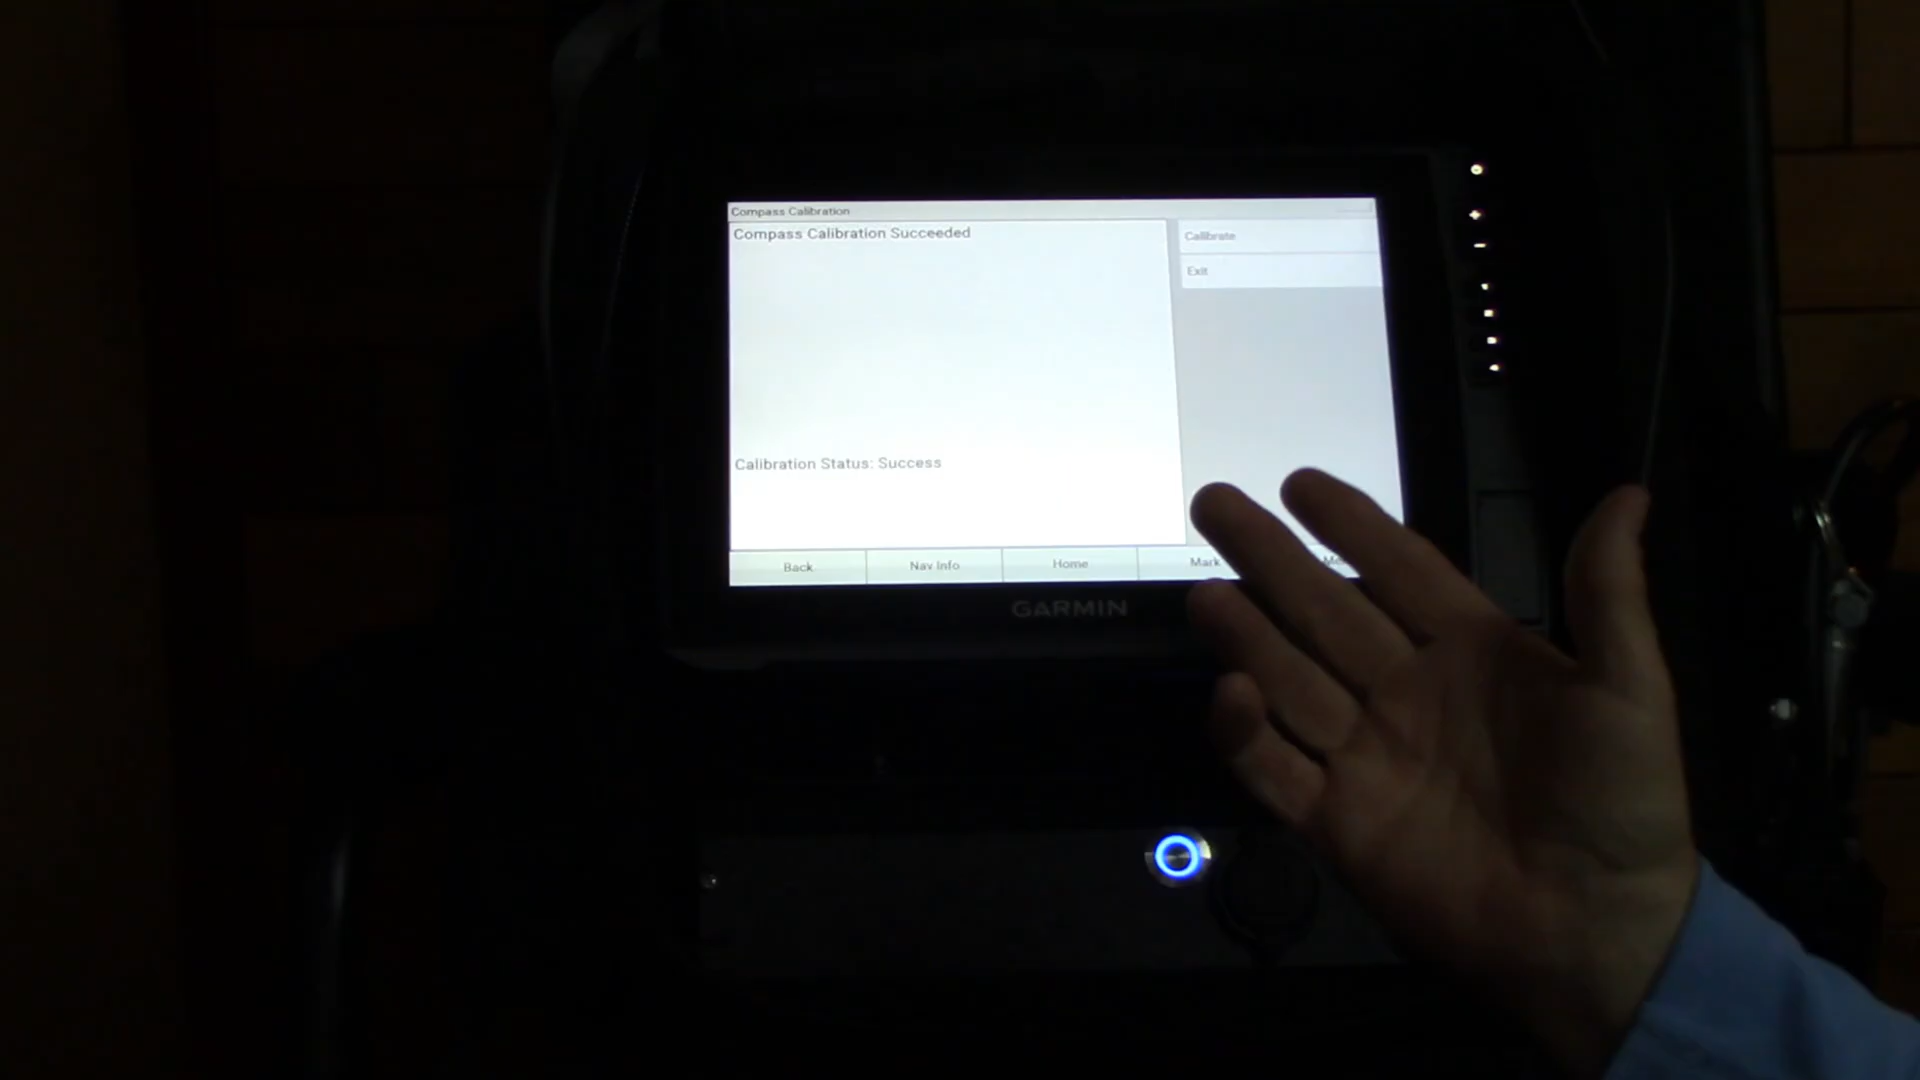 Compass Calibration
Compass Calibration Succeeded
Calibrate
Exit
Calibration Status: Success
Back
Nav Info
Home
Mark
GARMIN